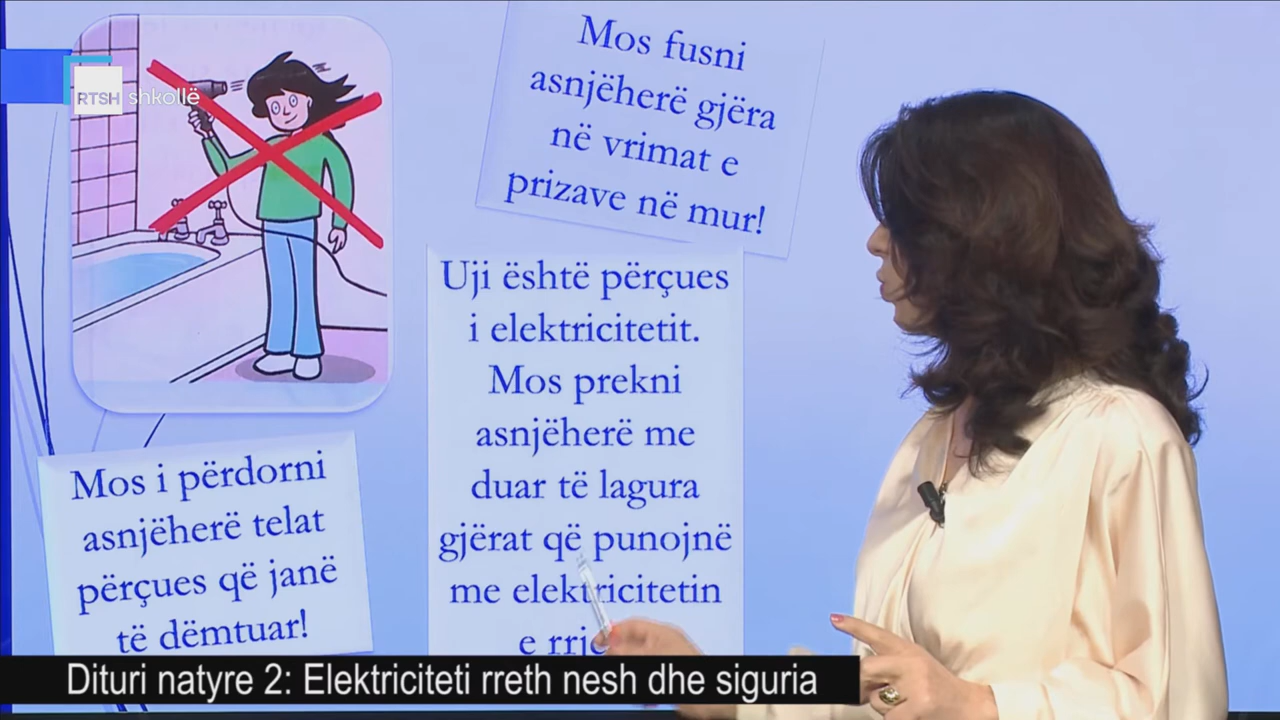 RTSH shkollë
Mos fusni
asnjëherë gjëra
në vrimat e
prizave në mur!
Uji është përçues
i elektricitetit.
Mos prekni
asnjëherë me
duar të lagura
gjërat që punojnë
me elektricitetin
e
Mos i përdorni
asnjëherë telat
përçues që janë
të dëmtuar!
Dituri natyre 2: Elektriciteti rreth nesh dhe siguria